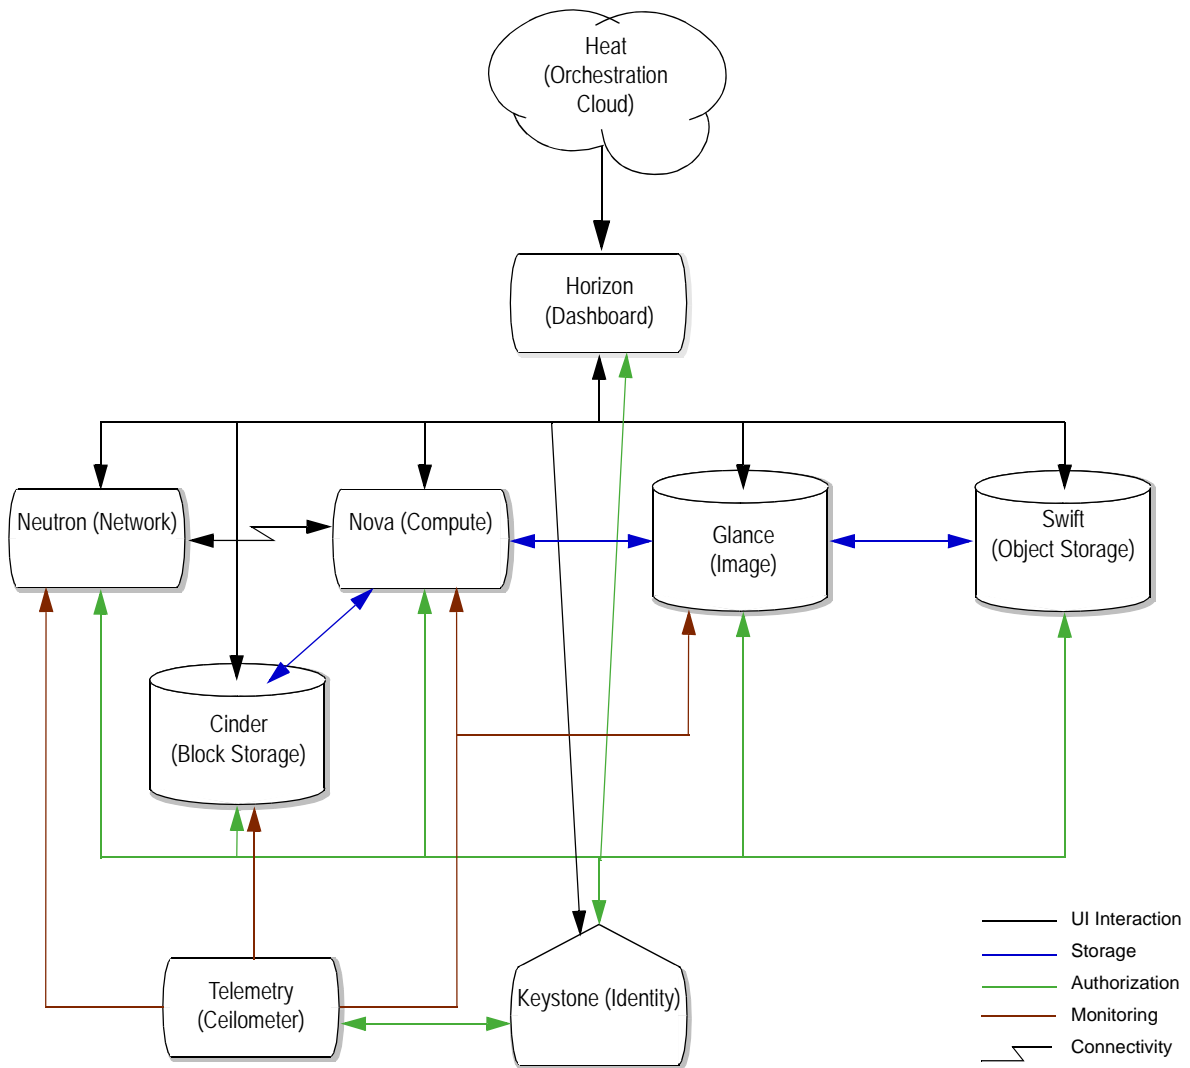 Heat
(Orchestration
Cloud)
Horizon
(Dashboard)
Neutron (Network)
Nova (Compute)
Glance
(Image)
Swift
(Object Storage)
Cinder
(Block Storage)
Telemetry
(Ceilometer)
Keystone (Identity)
UI Interaction
Storage
Authorization
Monitoring
Connectivity